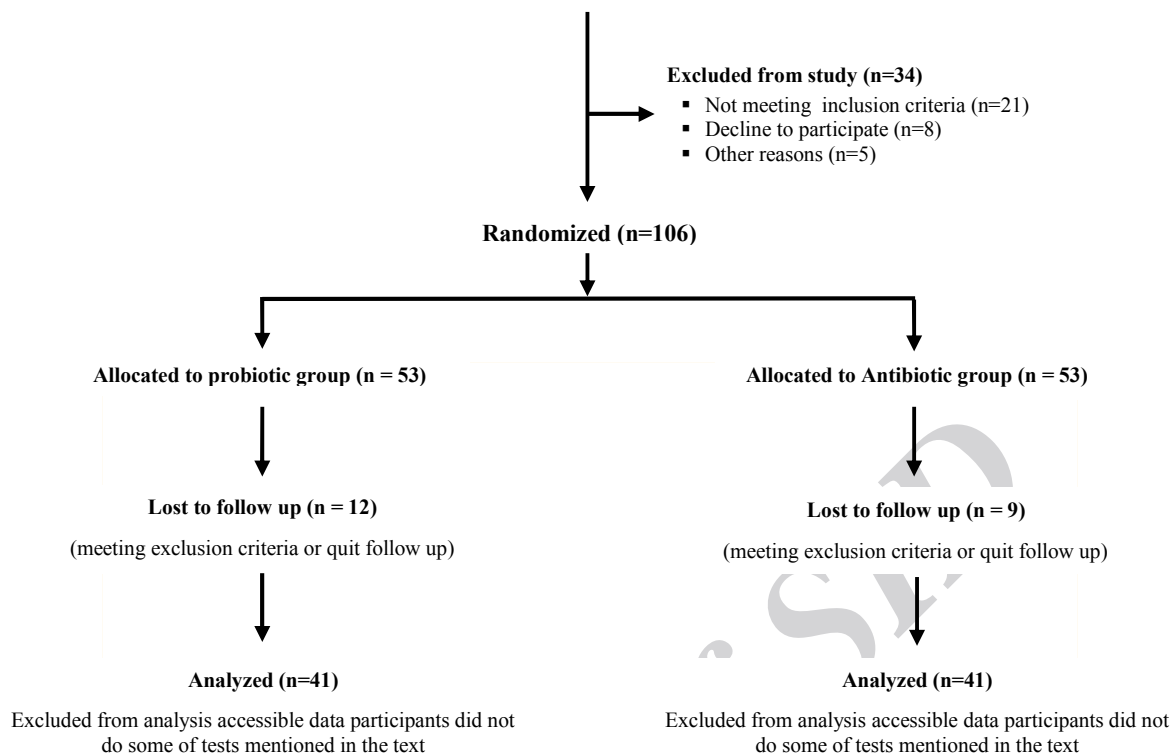 Excluded from study (n=34)
▪ Not meeting inclusion criteria (n=21)
▪ Decline to participate (n=8)
▪ Other reasons (n=5)
Randomized (n=106)
Allocated to probiotic group (n = 53)
Allocated to Antibiotic group (n = 53)
Lost to follow up (n = 12)
(meeting exclusion criteria or quit follow up)
Lost to follow up (n = 9)
(meeting exclusion criteria or quit follow up)
Analyzed (n=41)
Excluded from analysis accessible data participants did not
do some of tests mentioned in the text
Analyzed (n=41)
Excluded from analysis accessible data participants did not
do some of tests mentioned in the text